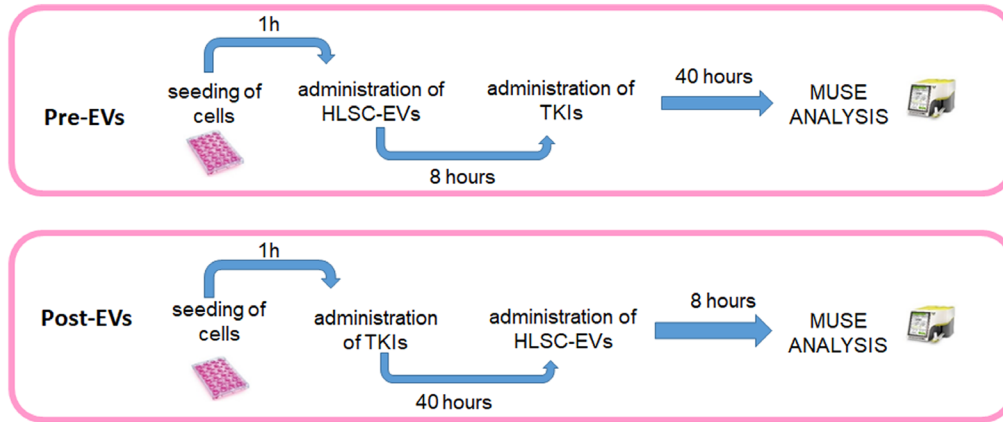 1h
Pre-EVs
seeding of
cells
administration of
HLSC-EVs
8 hours
administration of
TKIs
40 hours
MUSE
ANALYSIS
1h
Post-EVs
seeding of
cells
administration
of TKIs
40 hours
administration of
HLSC-EVs
8 hours
MUSE
ANALYSIS